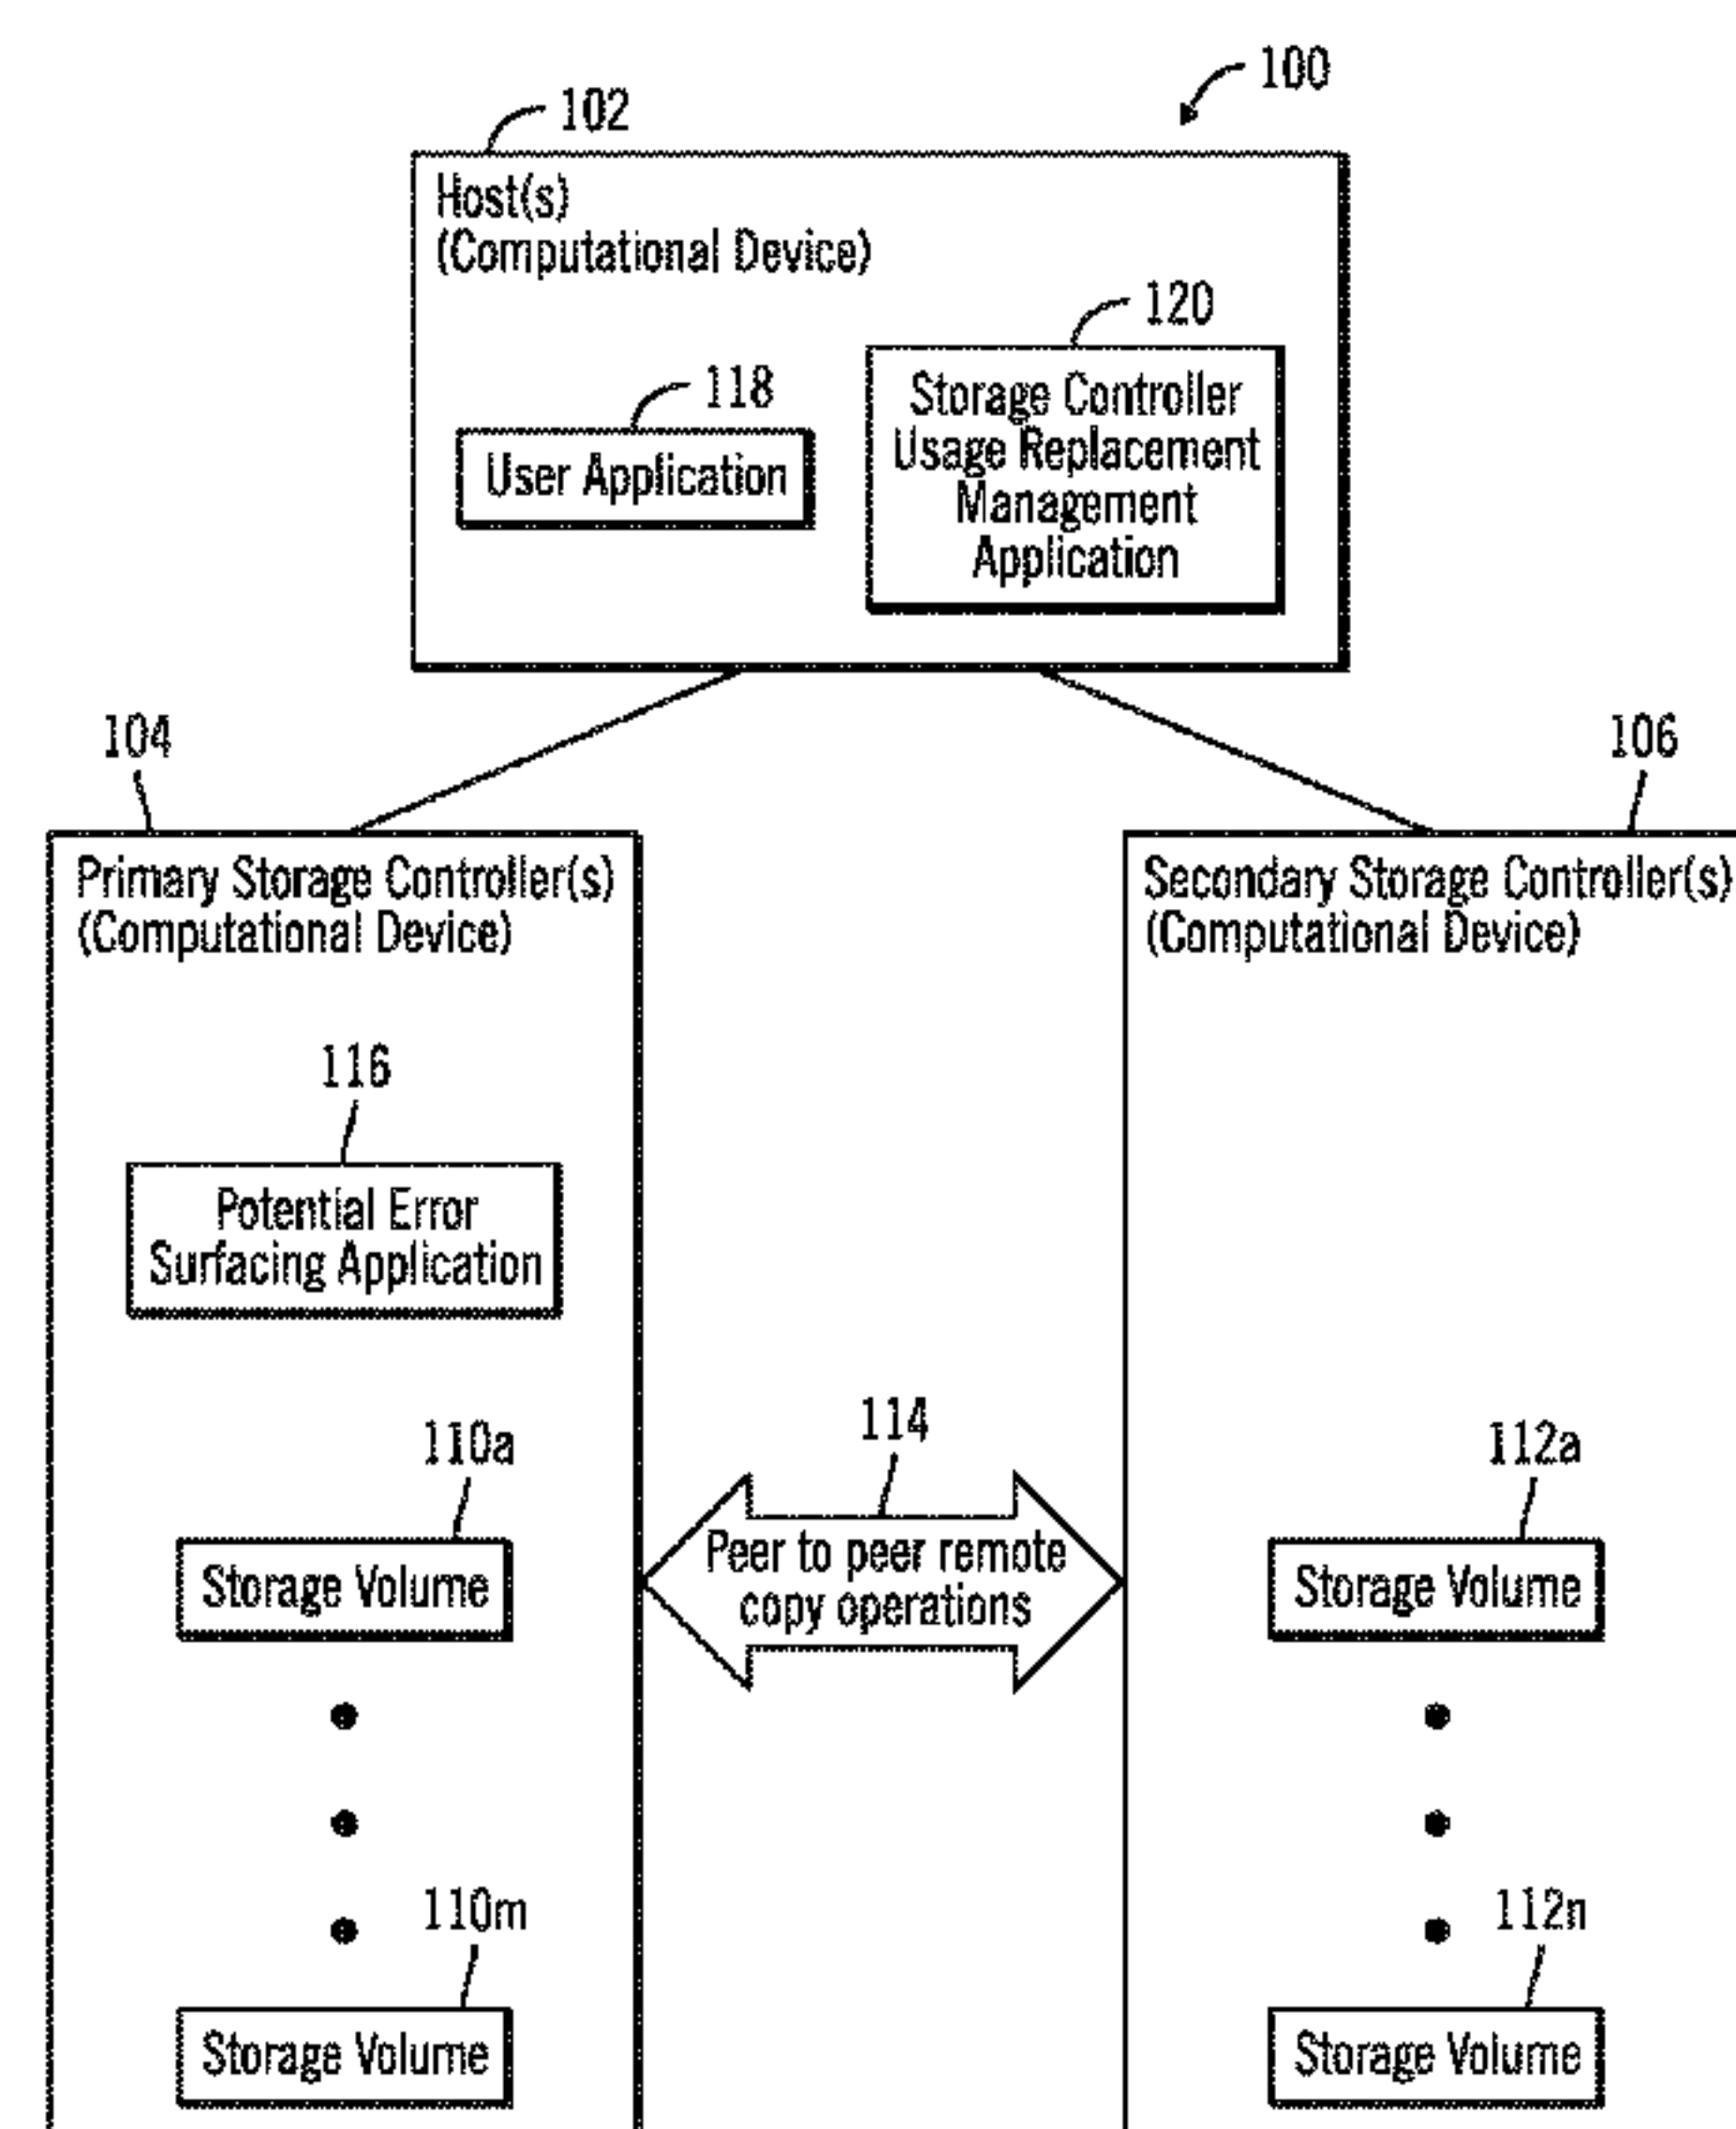 100
102
Host(s)
(Computational Device)
120
118
User Application
Storage Controller
Usage Replacement
Management
Application
104
106
Primary Storage Controller(s)
(Computational Device)
Secondary Storage Controller(s)
(Computational Device)
116
Potential Error
Surfacing Application
110a
Storage Volume
114
Peer to peer remote
copy operations
112a
Storage Volume
110m
Storage Volume
112n
Storage Volume